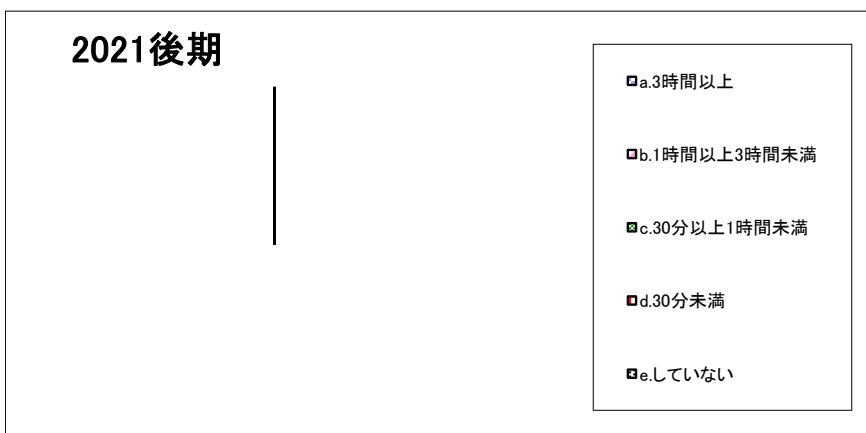 2021後期
a.3時間以上
b.1時間以上3時間未満
c.30分以上1時間未満
d.30分未満
e.していない